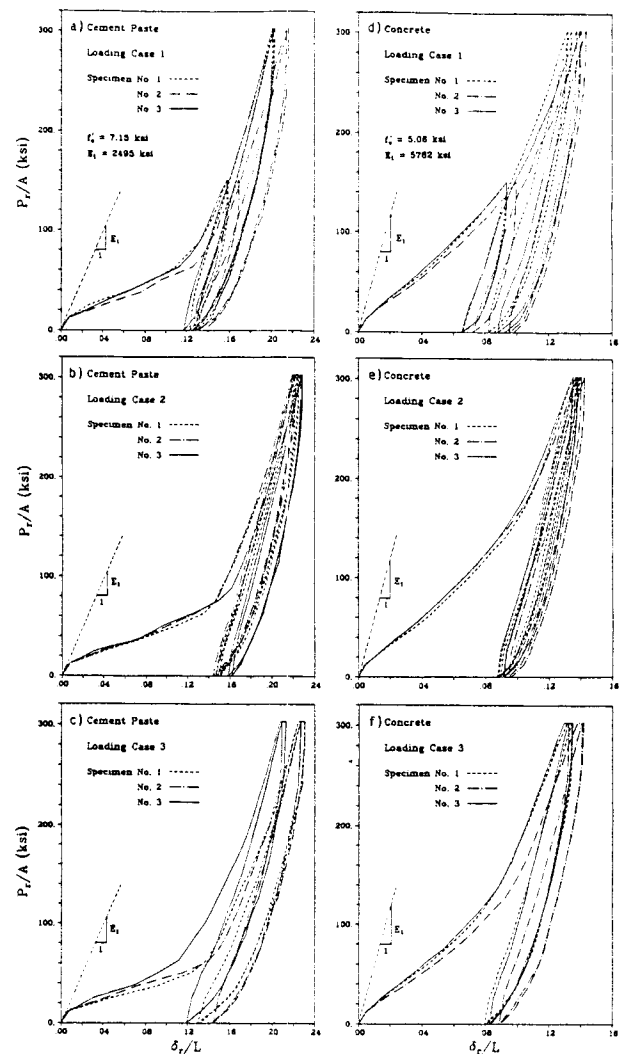 a) Cement Paste
Loading Case 1
Specimen No. 1
No. 2
No. 3
f'c = 7.15 ksi
E1 = 2495 ksi
E1
1
300.
200.
100.
0.
.00 .04 .08 .12 .16 .20 .24
Pr/A (ksi)
d) Concrete
Loading Case 1
Specimen No. 1
No. 2
No. 3
f'c = 5.06 ksi
E1 = 5762 ksi
E1
1
300.
200.
100.
0.
.00 .04 .08 .12 .16
b) Cement Paste
Loading Case 2
Specimen No. 1
No. 2
No. 3
E1
1
300.
200.
100.
0.
.00 .04 .08 .12 .16 .20 .24
Pr/A (ksi)
e) Concrete
Loading Case 2
Specimen No. 1
No. 2
No. 3
E1
1
300.
200.
100.
0.
.00 .04 .08 .12 .16
c) Cement Paste
Loading Case 3
Specimen No. 1
No. 2
No. 3
E1
1
300.
200.
100.
0.
.00 .04 .08 .12 .16 .20 .24
Pr/A (ksi)
δr/L
f) Concrete
Loading Case 3
Specimen No. 1
No. 2
No. 3
E1
1
300.
200.
100.
0.
.00 .04 .08 .12 .16
δr/L